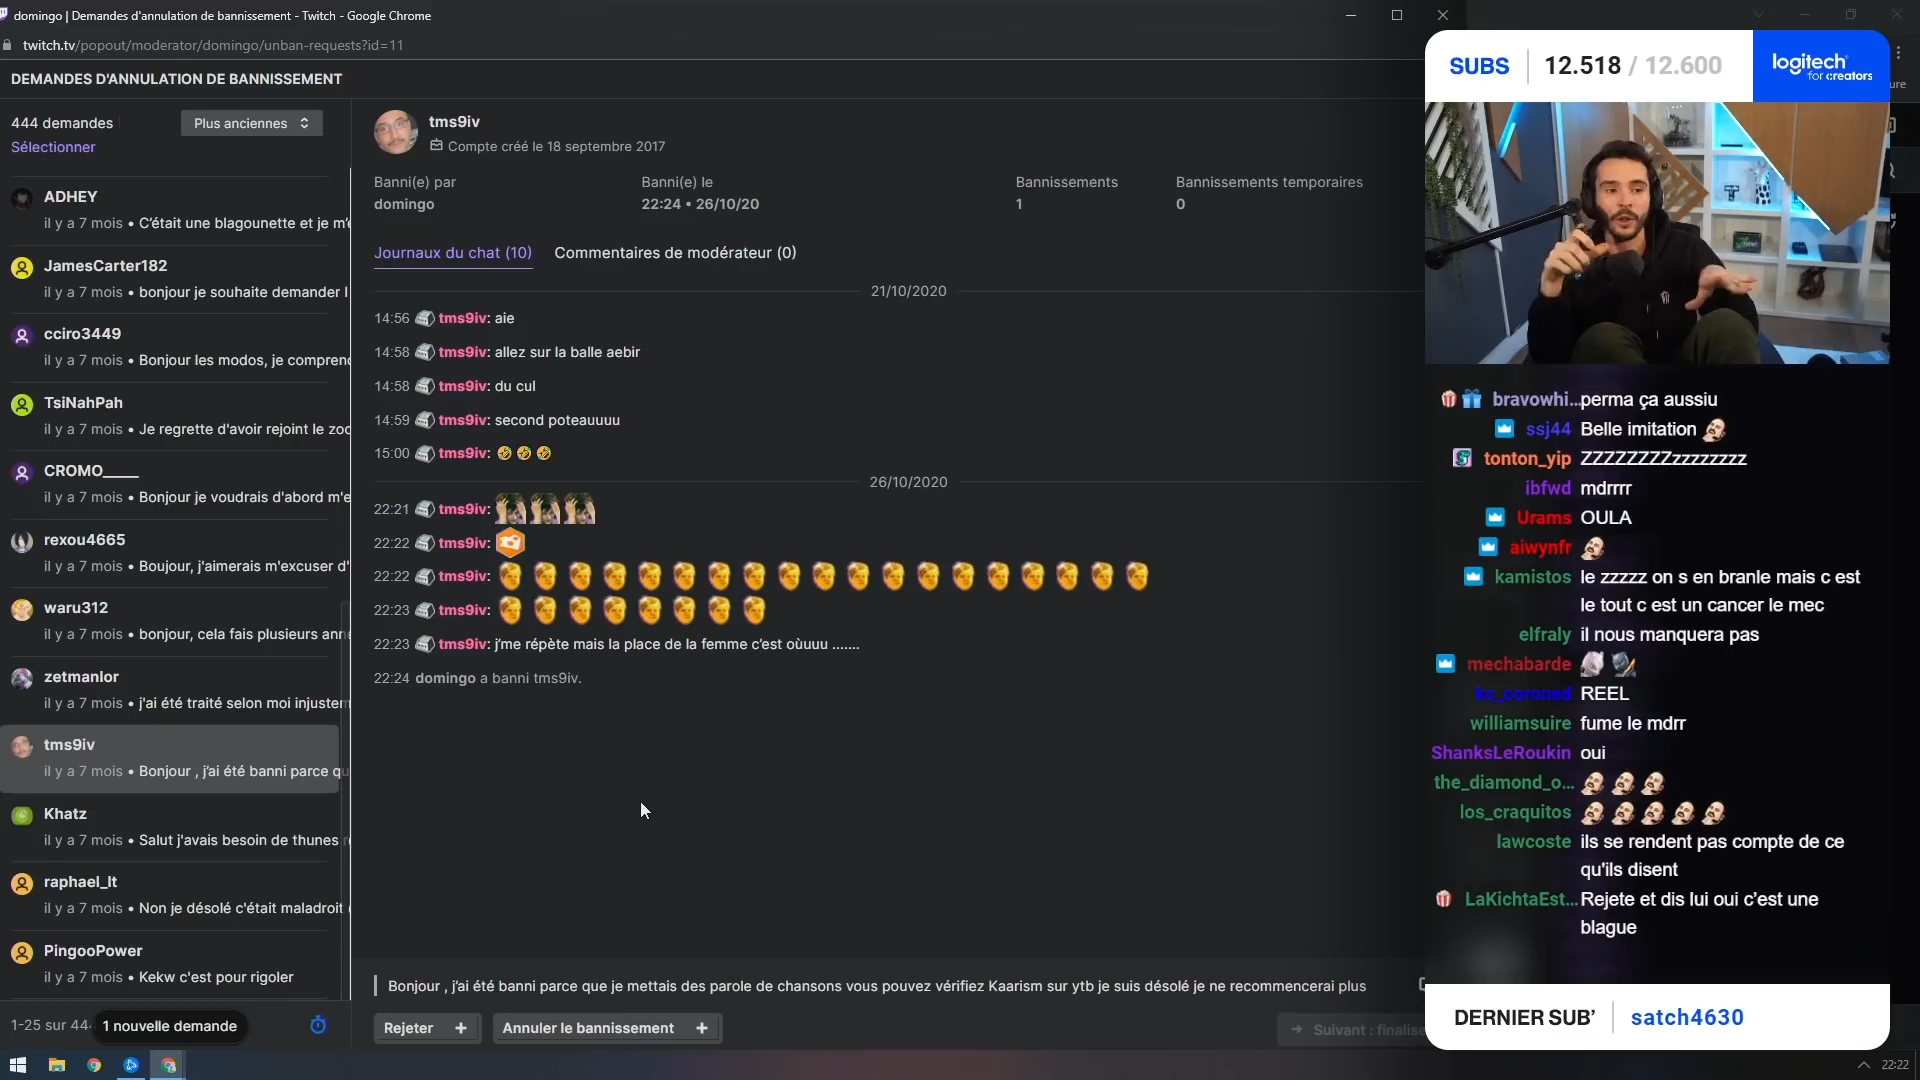 domingo | Demandes d'annulation de bannissement - Twitch - Google Chrome
twitch.tv/popout/moderator/domingo/unban-requests?id=11
DEMANDES D'ANNULATION DE BANNISSEMENT
444 demandes
Plus anciennes
Sélectionner
ADHEY
il y a 7 mois • C'était une blagounette et je m'
JamesCarter182
il y a 7 mois • bonjour je souhaite demander
cciro3449
il y a 7 mois • Bonjour les modos, je comprend
TsiNahPah
il y a 7 mois • Je regrette d'avoir rejoint le
CROMO_____
il y a 7 mois • Bonjour je voudrais d'abord m'e
rexou4665
il y a 7 mois • Boujour, j'aimerais m'excuser d'
waru312
il y a 7 mois • bonjour, cela fais plusieurs
zetmanlor
il y a 7 mois • j'ai été traité selon moi
tms9iv
il y a 7 mois • Bonjour , j'ai été banni parce qu
Khatz
il y a 7 mois • Salut j'avais besoin de thunes
raphael_lt
il y a 7 mois • Non je désolé c'était maladroit
PingooPower
il y a 7 mois • Kekw c'est pour rigoler
1-25 sur 44
1 nouvelle demande
tms9iv
Compte créé le 18 septembre 2017
Banni(e) par
domingo
Banni(e) le
22:24 • 26/10/20
Bannissements
1
Bannissements temporaires
0
Journaux du chat (10)
Commentaires de modérateur (0)
21/10/2020
14:56 tms9iv: aie
14:58 tms9iv: allez sur la balle aebir
14:58 tms9iv: du cul
14:59 tms9iv: second poteauuuu
15:00 tms9iv: 🤣 🤣 🤣
26/10/2020
22:21 tms9iv:
22:22 tms9iv:
22:22 tms9iv:
22:23 tms9iv:
22:23 tms9iv: j'me répète mais la place de la femme c'est oùuuu .......
22:24 domingo a banni tms9iv.
Bonjour , j'ai été banni parce que je mettais des parole de chansons vous pouvez vérifiez Kaarism sur ytb je suis désolé je ne recommencerai plus
Rejeter +
Annuler le bannissement +
Suivant : finalise
SUBS
12.518 / 12.600
logitech
for creators
bravowhi... perma ça aussiu
ssj44 Belle imitation
tonton_yip ZZZZZZZZzzzzzzzz
ibfwd mdrrrr
Urams OULA
aiwynfr
kamistos le zzzzz on s en branle mais c est
le tout c est un cancer le mec
elfraly il nous manquera pas
mechabarde
kc_coroned REEL
williamsuire fume le mdrr
ShanksLeRoukin oui
the_diamond_o...
los_craquitos
lawcoste ils se rendent pas compte de ce
qu'ils disent
LaKichtaEst... Rejete et dis lui oui c'est une
blague
DERNIER SUB'
satch4630
22:22